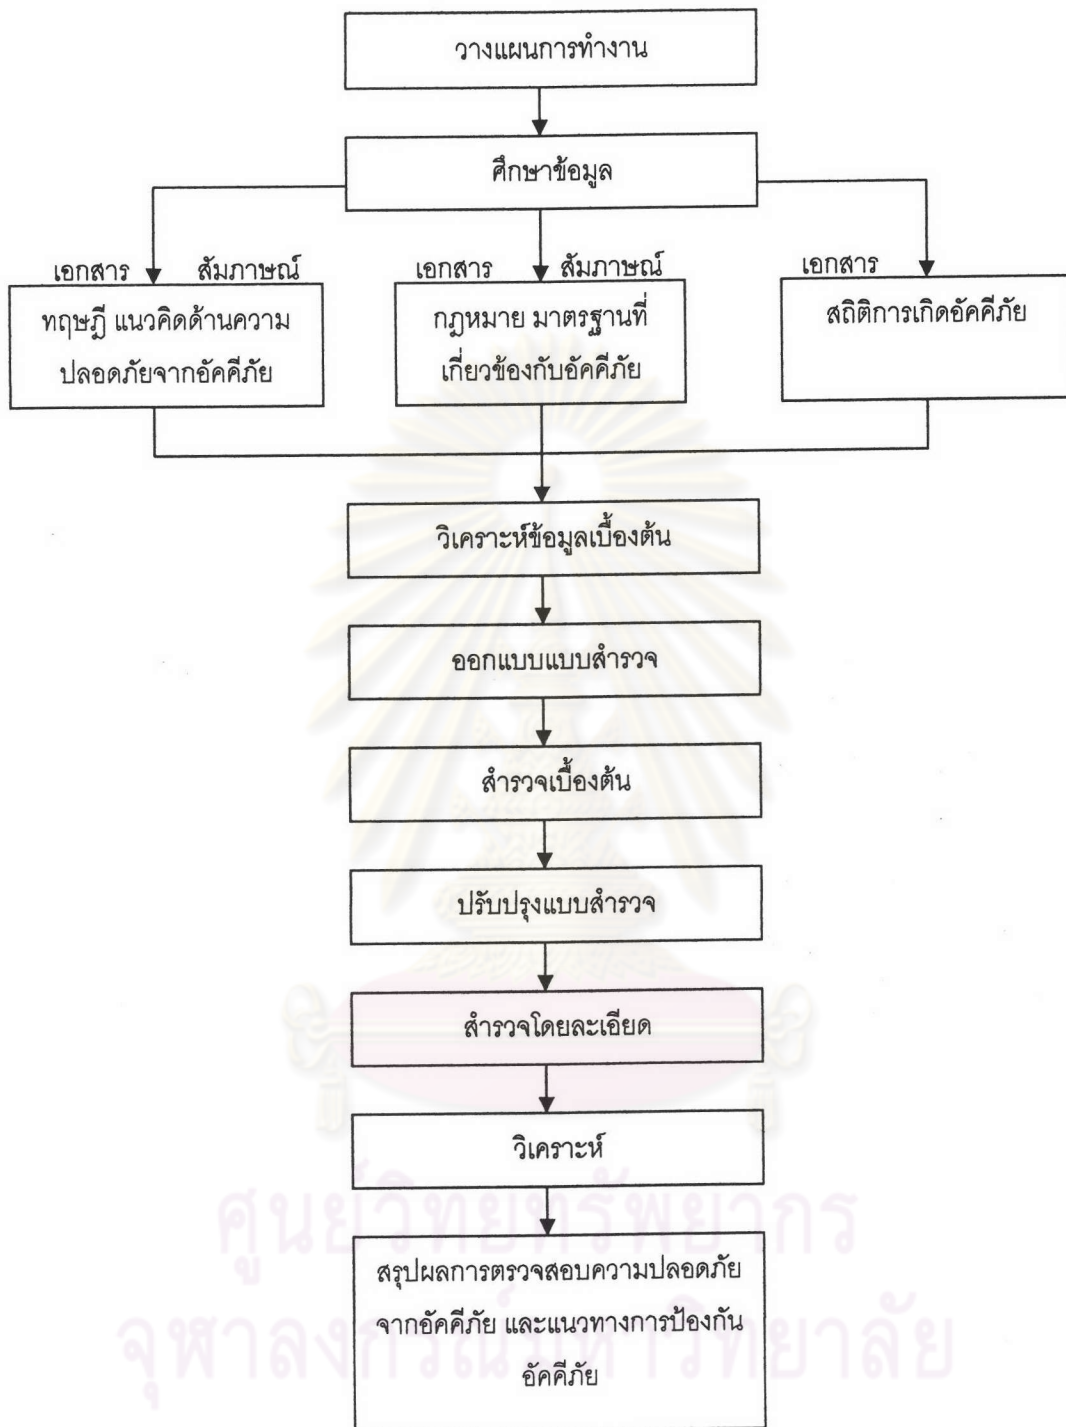 วางแผนการทำงาน
ศึกษาข้อมูล
เอกสาร สัมภาษณ์
ทฤษฎี แนวคิดด้านความ
ปลอดภัยจากอัคคีภัย
เอกสาร สัมภาษณ์
กฎหมาย มาตรฐานที่
เกี่ยวข้องกับอัคคีภัย
เอกสาร
สถิติการเกิดอัคคีภัย
วิเคราะห์ข้อมูลเบื้องต้น
ออกแบบแบบสำรวจ
สำรวจเบื้องต้น
ปรับปรุงแบบสำรวจ
สำรวจโดยละเอียด
วิเคราะห์
สรุปผลการตรวจสอบความปลอดภัย
จากอัคคีภัย และแนวทางการป้องกัน
อัคคีภัย
ศูนย์วิทยทรัพยากร
จุฬาลงกรณ์มหาวิทยาลัย